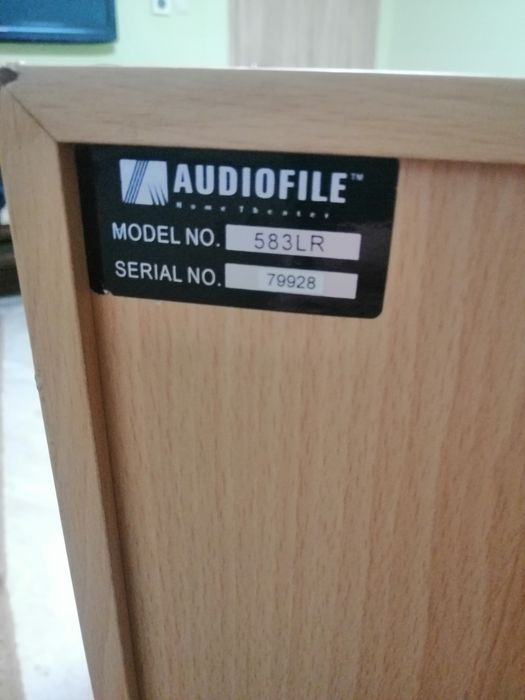 AUDIOFILE™
Home Theater
MODEL NO. 583LR
SERIAL NO. 79928